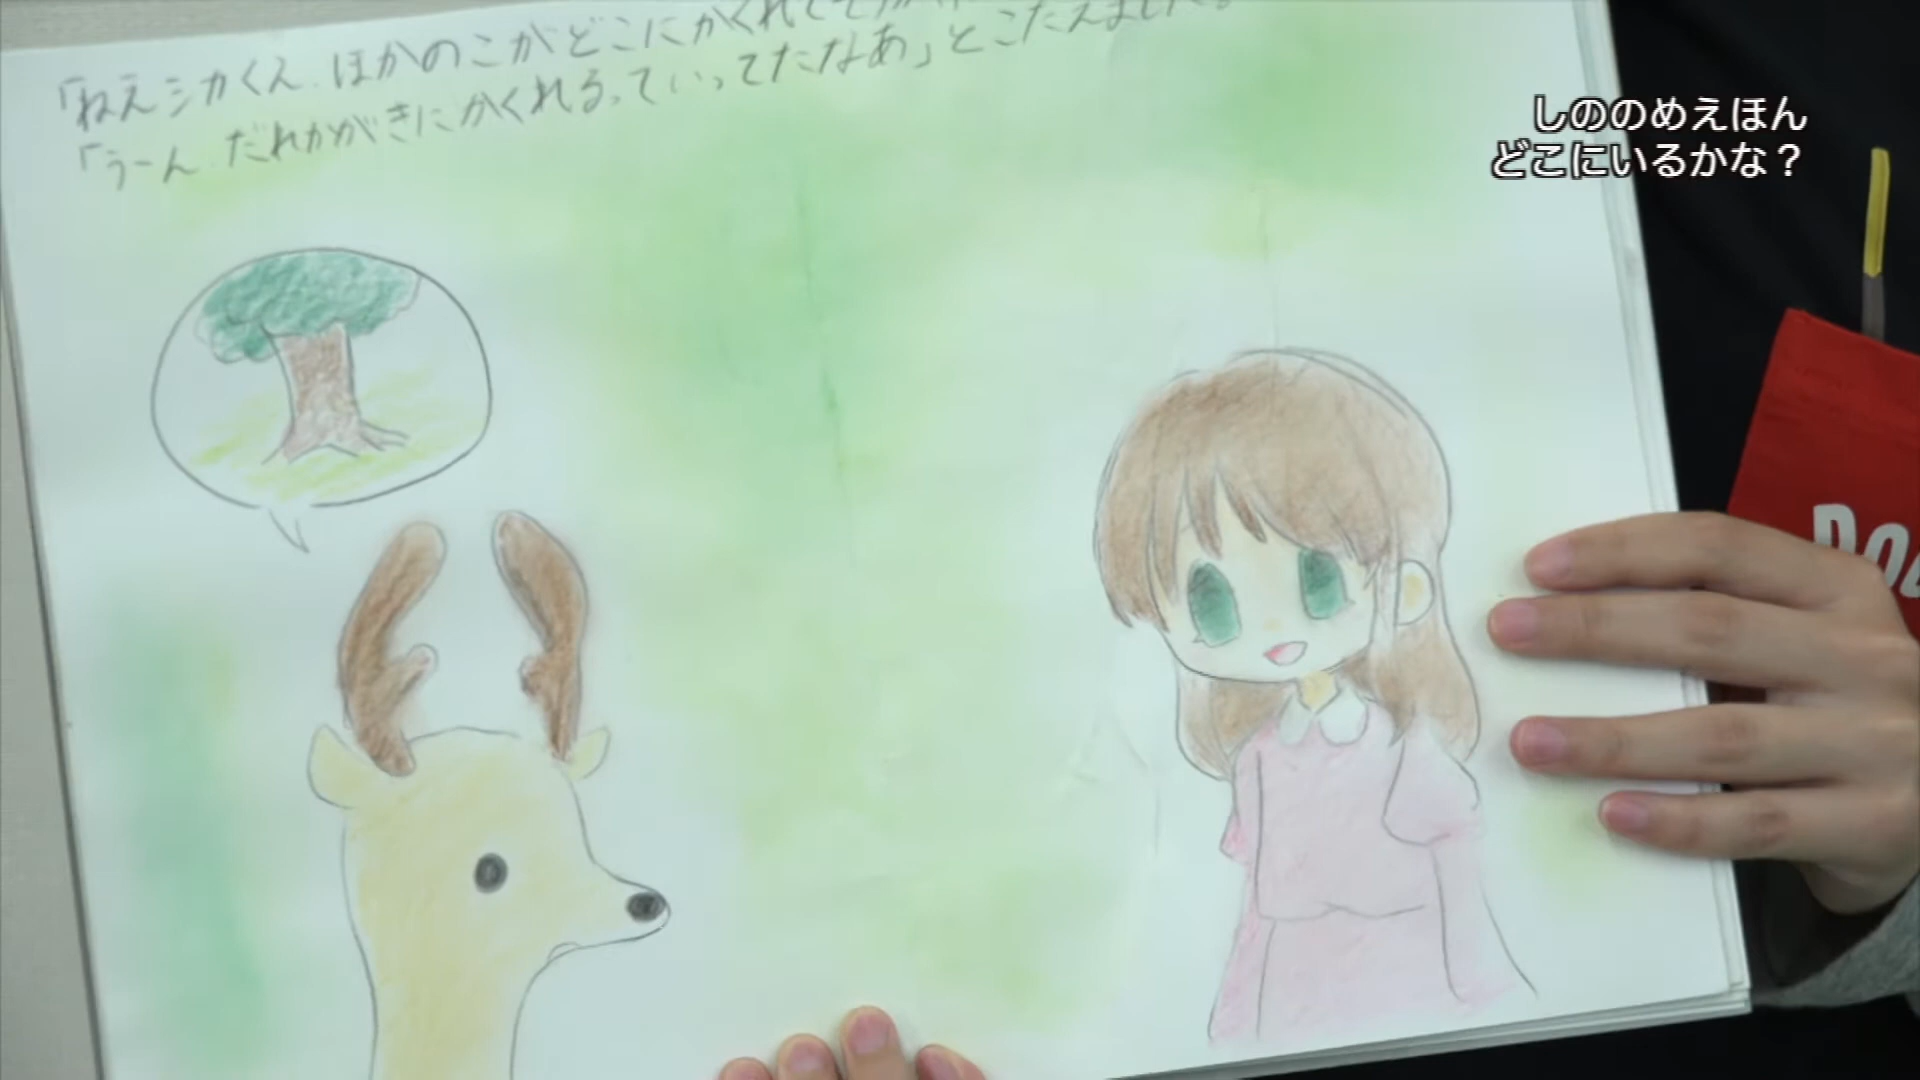 「ねえシカくん、ほかのこがどこにかくれて
「うーん、だれかがきにかくれるっていってたなあ」とこたえました。
しののめえほん
どこにいるかな？